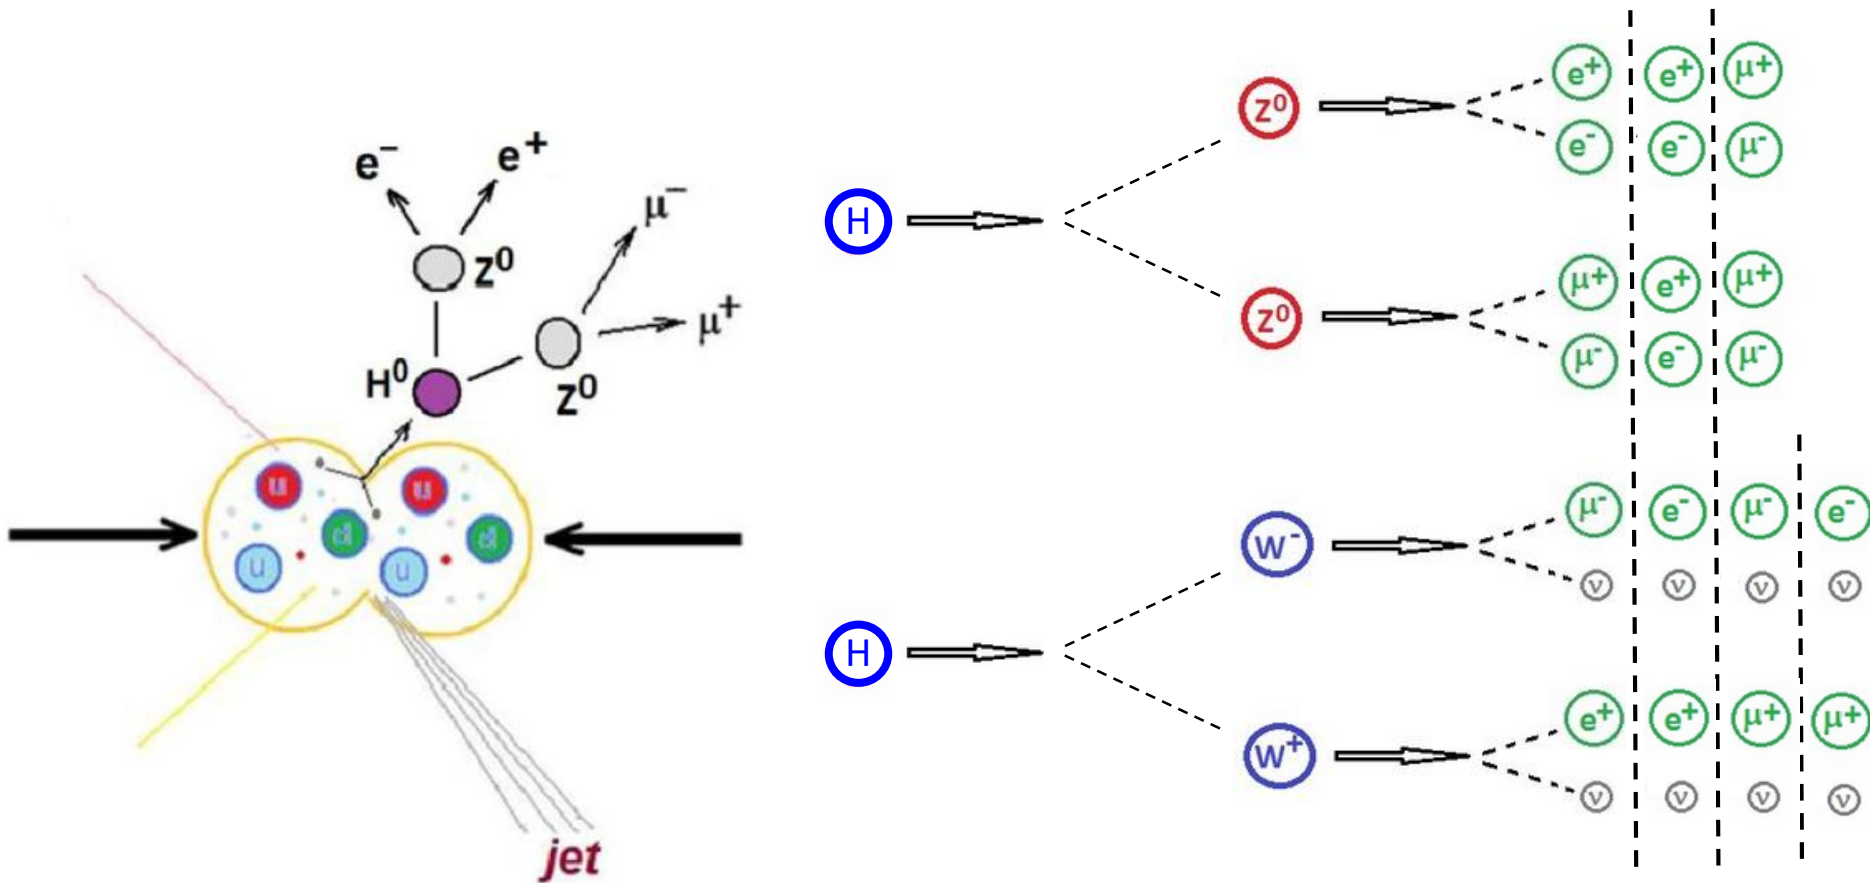 e⁻ e⁺
μ⁻
Z⁰
μ⁺
H⁰
Z⁰
u u
d d
u u
jet
H
Z⁰
e⁺ e⁺ μ+
e⁻ e⁻ μ⁻
Z⁰
μ+ e⁺ μ+
μ⁻ e⁻ μ⁻
H
W⁻
μ⁻ e⁻ μ⁻ e⁻
ν ν ν ν
W⁺
e⁺ e⁺ μ+ μ+
ν ν ν ν